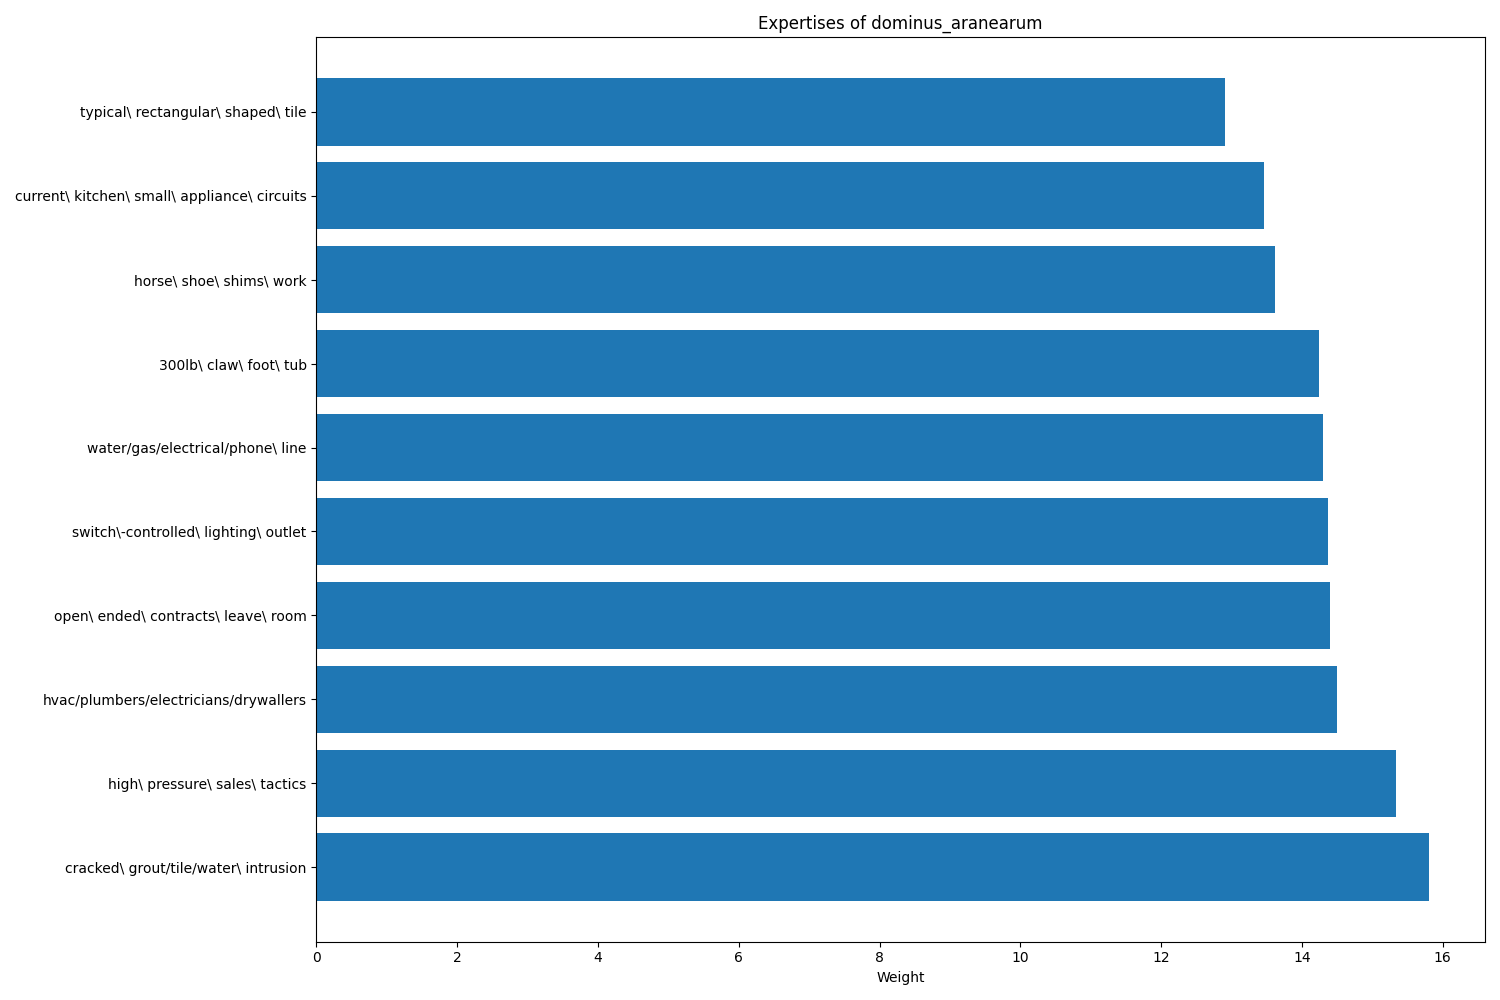 Expertises of dominus_aranearum
typical\ rectangular\ shaped\ tile
current\ kitchen\ small\ appliance\ circuits
horse\ shoe\ shims\ work
300lb\ claw\ foot\ tub
water/gas/electrical/phone\ line
switch\-controlled\ lighting\ outlet
open\ ended\ contracts\ leave\ room
hvac/plumbers/electricians/drywallers
high\ pressure\ sales\ tactics
cracked\ grout/tile/water\ intrusion
0 2 4 6 8 10 12 14 16
Weight